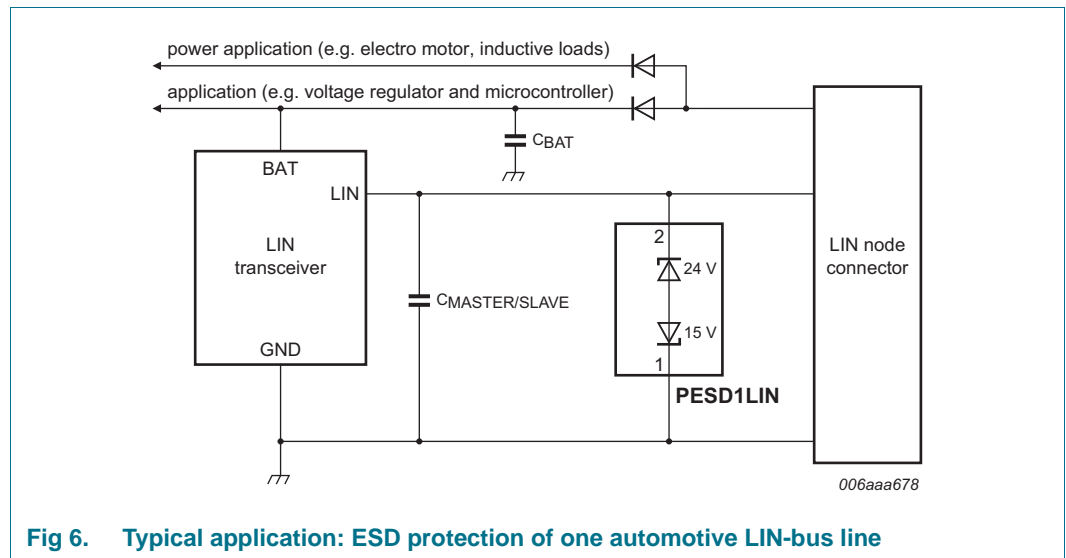 power application (e.g. electro motor, inductive loads)
application (e.g. voltage regulator and microcontroller)
CBAT
BAT
LIN
LIN
transceiver
GND
CMASTER/SLAVE
2
24 V
15 V
1
PESD1LIN
LIN node
connector
006aaa678
Fig 6. Typical application: ESD protection of one automotive LIN-bus line